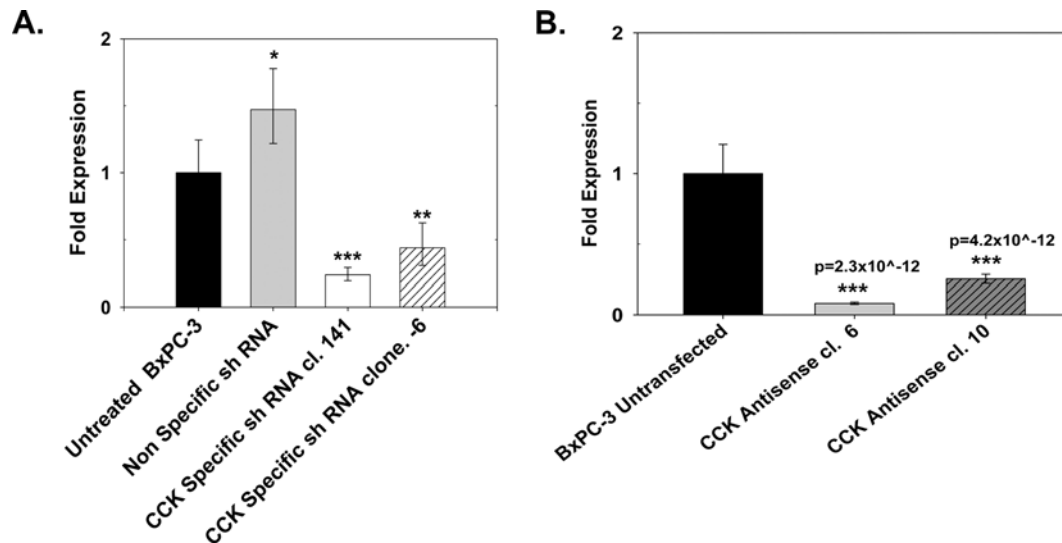 A.
2
1
0
Fold Expression
*
***
**
Untreated BxPC-3
Non Specific sh RNA
CCK Specific sh RNA cl. 141
CCK Specific sh RNA clone. -6
B.
2
1
0
Fold Expression
p=2.3x10^-12
***
p=4.2x10^-12
***
BxPC-3 Untransfected
CCK Antisense cl. 6
CCK Antisense cl. 10